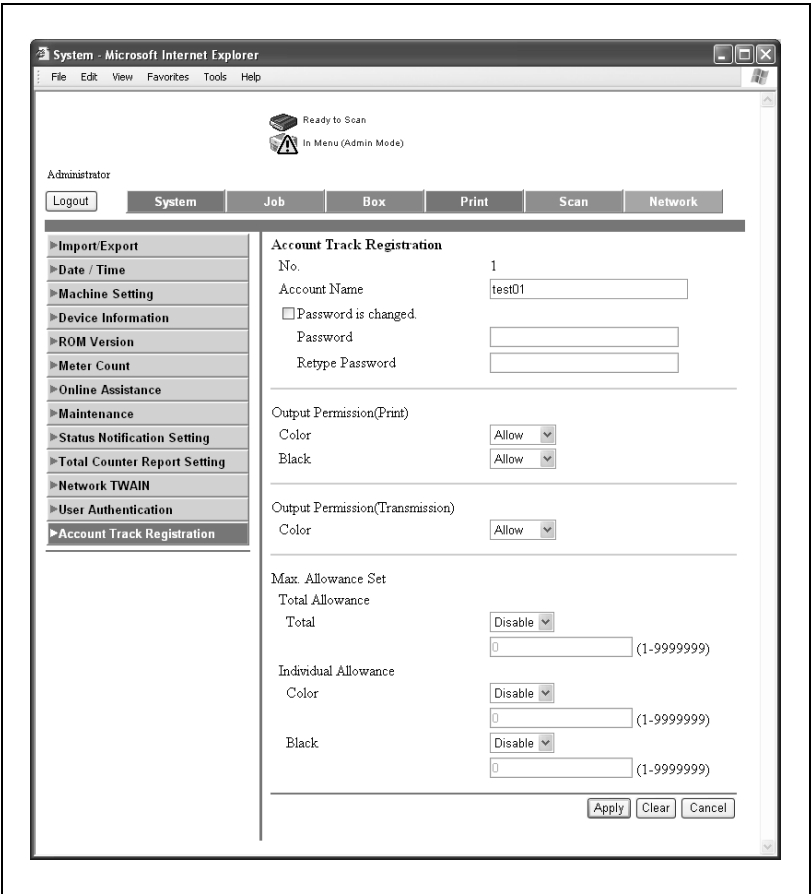 System - Microsoft Internet Explorer
File Edit View Favorites Tools Help
Ready to Scan
In Menu (Admin Mode)
Administrator
Logout System Job Box Print Scan Network
Import/Export
Date / Time
Machine Setting
Device Information
ROM Version
Meter Count
Online Assistance
Maintenance
Status Notification Setting
Total Counter Report Setting
Network TWAIN
User Authentication
Account Track Registration
Account Track Registration
No. 1
Account Name test01
Password is changed.
Password
Retype Password
Output Permission(Print)
Color Allow
Black Allow
Output Permission(Transmission)
Color Allow
Max. Allowance Set
Total Allowance
Total Disable
0 (1-9999999)
Individual Allowance
Color Disable
0 (1-9999999)
Black Disable
0 (1-9999999)
Apply Clear Cancel